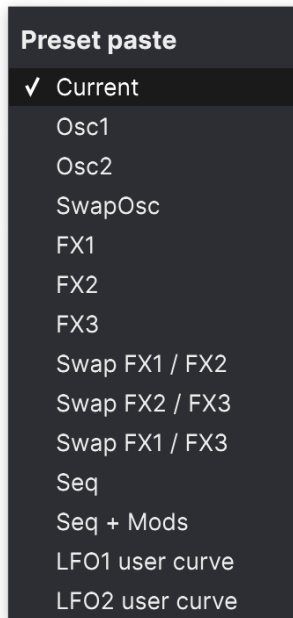 Preset paste
✓ Current
Osc1
Osc2
SwapOsc
FX1
FX2
FX3
Swap FX1 / FX2
Swap FX2 / FX3
Swap FX1 / FX3
Seq
Seq + Mods
LFO1 user curve
LFO2 user curve